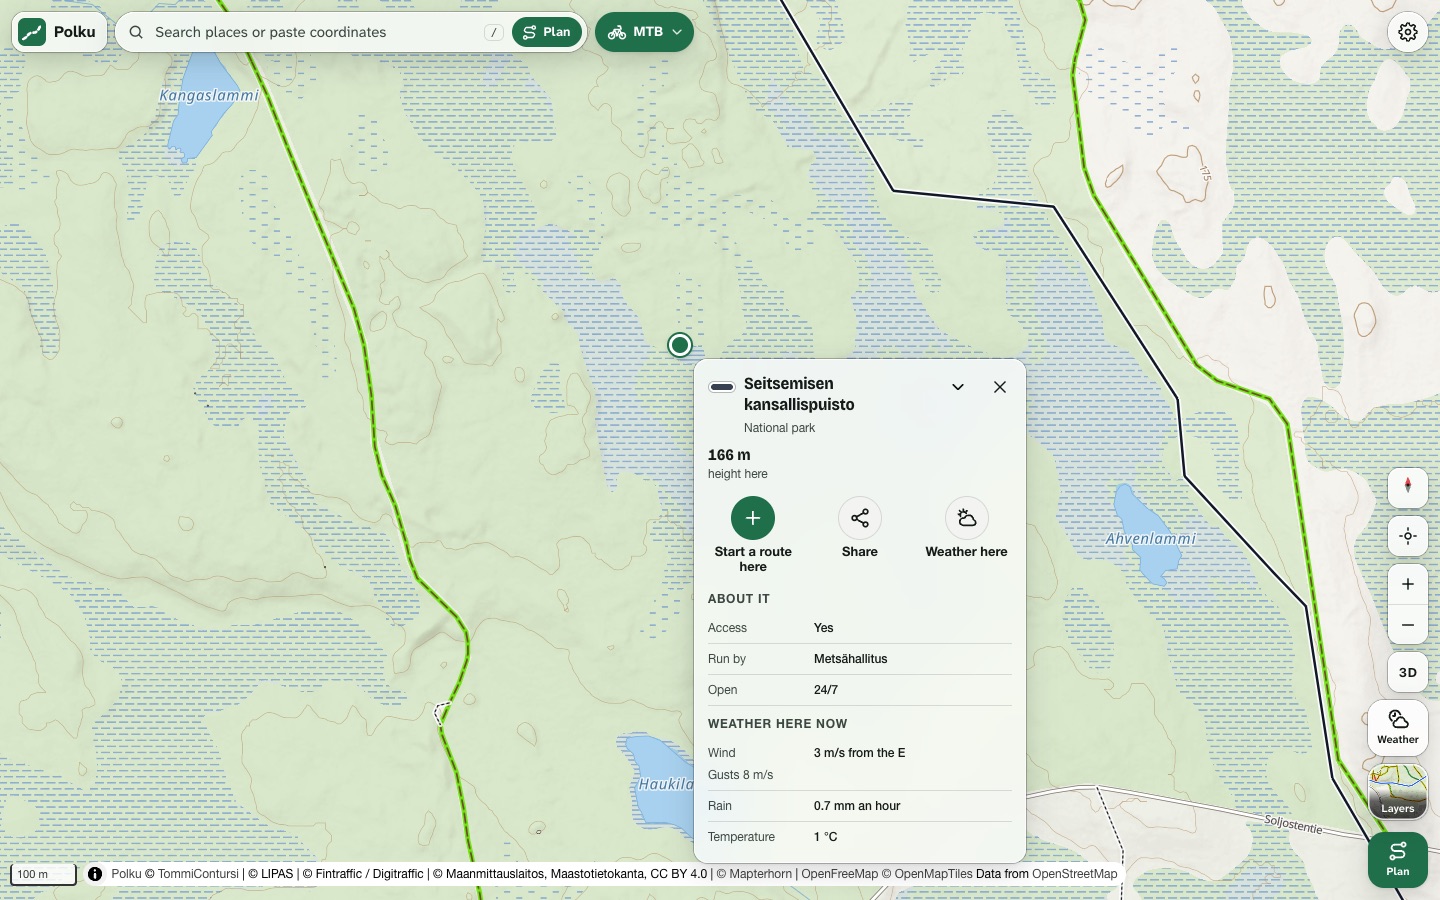 Polku
Search places or paste coordinates
/
Plan
MTB
Kangaslammi
175
Seitsemisen
kansallispuisto
National park
166 m
height here
Start a route
here
Share
Weather here
ABOUT IT
Access Yes
Run by Metsähallitus
Open 24/7
WEATHER HERE NOW
Wind 3 m/s from the E
Gusts 8 m/s
Rain 0.7 mm an hour
Temperature 1 °C
Ahvenlammi
Haukila
Soljostentie
3D
Weather
Layers
Plan
100 m
Polku © TommiContursi | © LIPAS | © Fintraffic / Digitraffic | © Maanmittauslaitos, Maastotietokanta, CC BY 4.0 | © Mapterhorn | OpenFreeMap © OpenMapTiles Data from OpenStreetMap